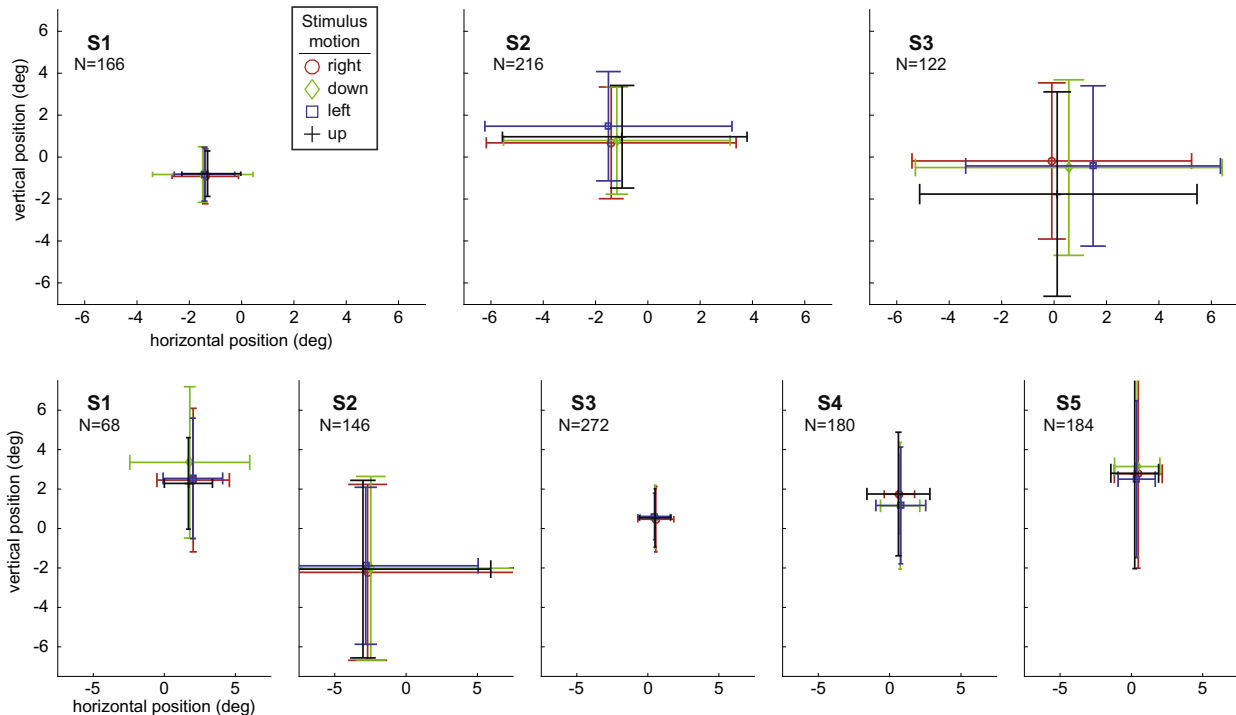 S1
N=166
Stimulus
motion
right
down
left
up
S2
N=216
S3
N=122
vertical position (deg)
6
4
2
0
-2
-4
-6
-6 -4 -2 0 2 4 6
-6 -4 -2 0 2 4 6
-6 -4 -2 0 2 4 6
horizontal position (deg)
S1
N=68
S2
N=146
S3
N=272
S4
N=180
S5
N=184
vertical position (deg)
6
4
2
0
-2
-4
-6
-5 0 5
-5 0 5
-5 0 5
-5 0 5
-5 0 5
horizontal position (deg)